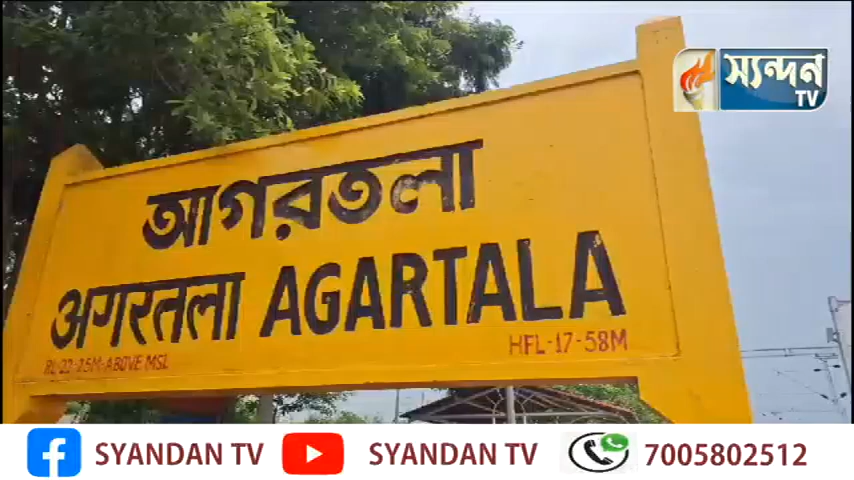 স্যন্দন
TV
আগরতলা
अगरतला AGARTALA
RL-22-25M-ABOVE MSL
HFL-17-58M
SYANDAN TV SYANDAN TV 7005802512